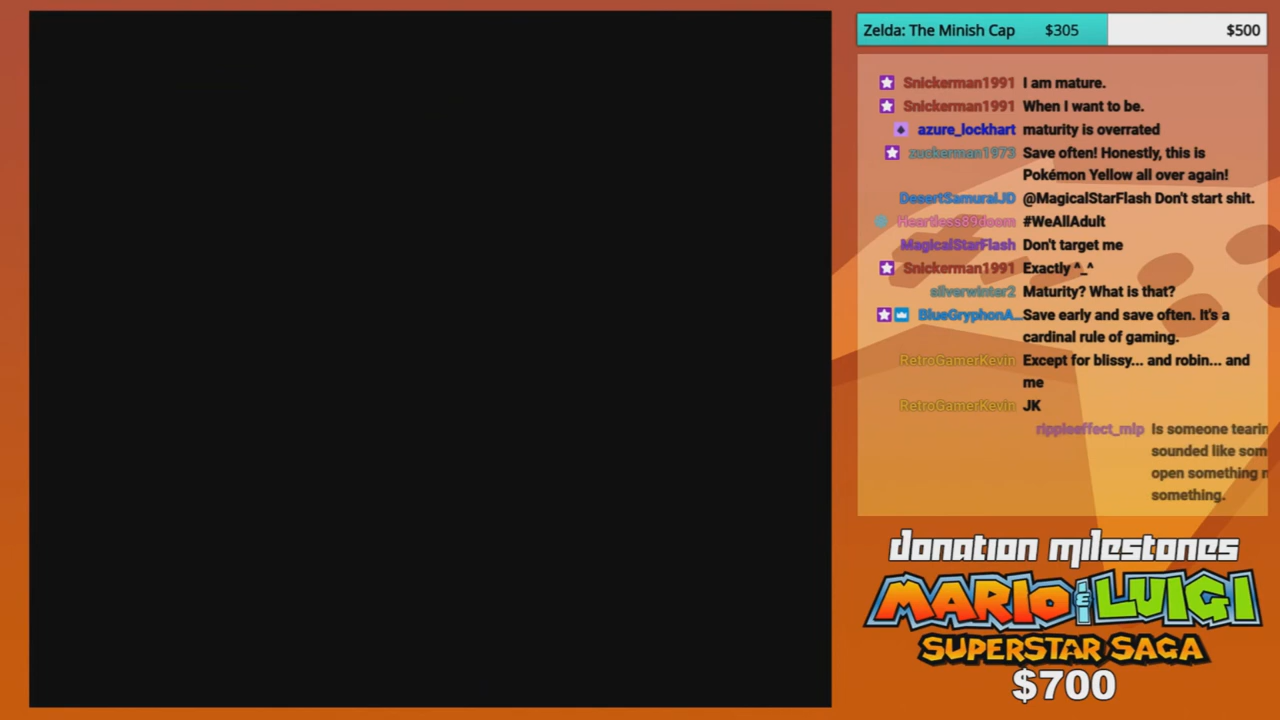 Zelda: The Minish Cap $305 $500
Snickerman1991 I am mature.
Snickerman1991 When I want to be.
azure_lockhart maturity is overrated
zuckerman1973 Save often! Honestly, this is
Pokémon Yellow all over again!
DesertSamuraiJD @MagicalStarFlash Don't start shit.
Heartless89doom #WeAllAdult
MagicalStarFlash Don't target me
Snickerman1991 Exactly ^_^
silverwinter2 Maturity? What is that?
BlueGryphonA... Save early and save often. It's a
cardinal rule of gaming.
RetroGamerKevin Except for blissy... and robin... and
me
RetroGamerKevin JK
rippleeffect_mlp Is someone tearin
sounded like som
open something
something.
donation milestones
MARIO & LUIGI
SUPERSTAR SAGA
$700